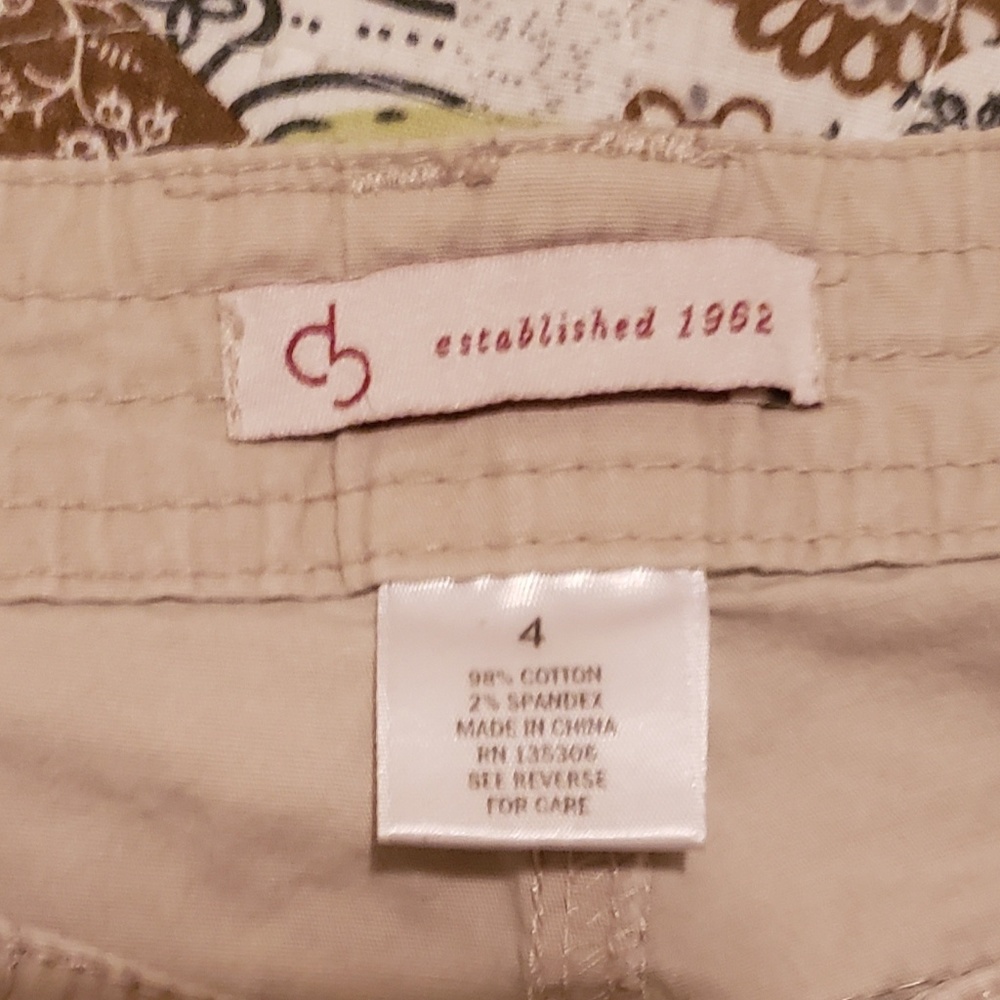 cb established 1962
4
98% COTTON
2% SPANDEX
MADE IN CHINA
RN 135306
SEE REVERSE
FOR CARE